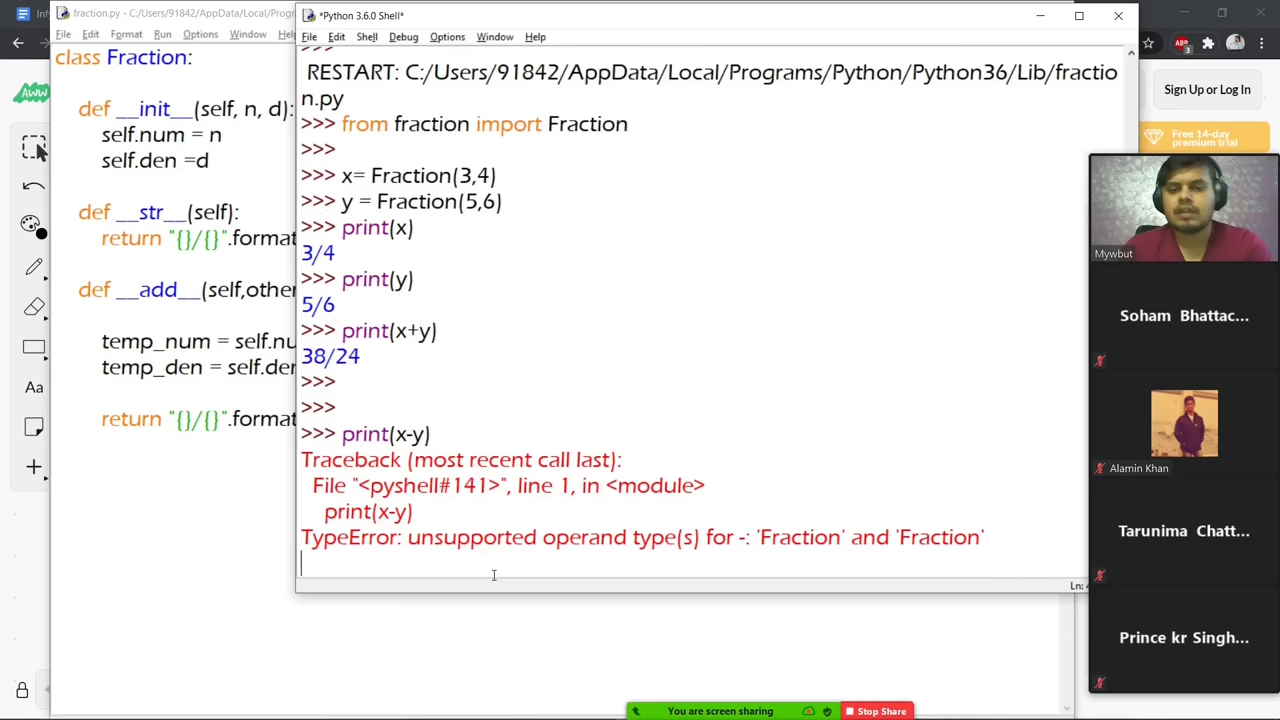 fraction.py - C:/Users/91842/AppData/Local/Progr
File Edit Format Run Options Window
class Fraction:
def __init__(self, n, d):
self.num = n
self.den =d
def __str__(self):
return "{}/{}".format
def __add__(self,othe
temp_num = self.nu
temp_den = self.de
return "{}/{}".format
*Python 3.6.0 Shell*
File Edit Shell Debug Options Window Help
>>>
RESTART: C:/Users/91842/AppData/Local/Programs/Python/Python36/Lib/fractio
n.py
>>> from fraction import Fraction
>>>
>>> x= Fraction(3,4)
>>> y = Fraction(5,6)
>>> print(x)
3/4
>>> print(y)
5/6
>>> print(x+y)
38/24
>>>
>>>
>>> print(x-y)
Traceback (most recent call last):
File "<pyshell#141>", line 1, in <module>
print(x-y)
TypeError: unsupported operand type(s) for -: 'Fraction' and 'Fraction'
Aww
Aa
ABP
3
Sign Up or Log In
Free 14-day
premium trial
Mywbut
Soham Bhattac...
Alamin Khan
Tarunima Chatt...
Prince kr Singh...
You are screen sharing
Stop Share